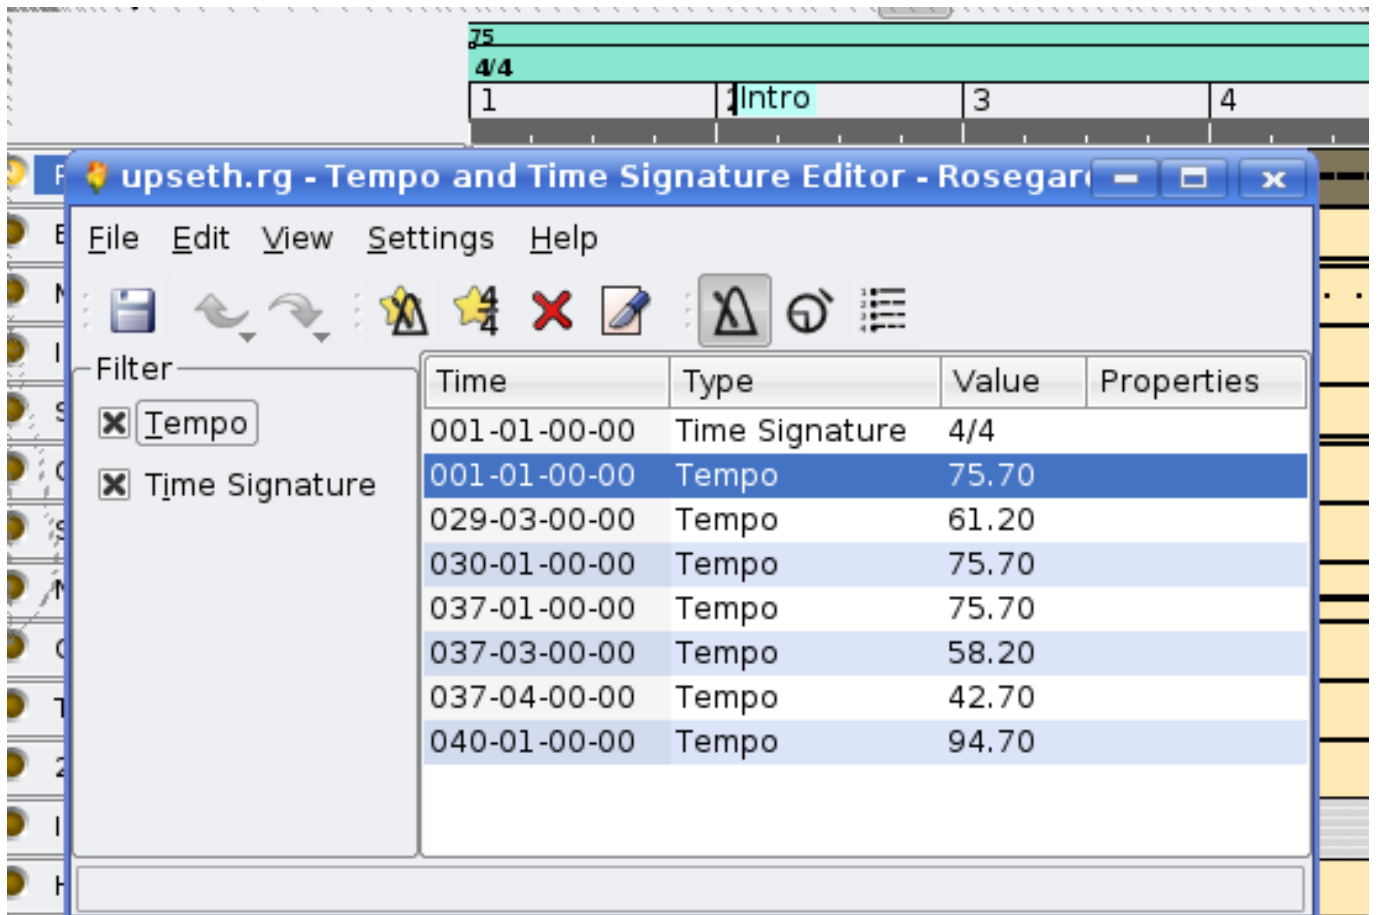 75
4/4
1 2 Intro 3 4
upseth.rg - Tempo and Time Signature Editor -
File Edit View Settings Help
Filter
Tempo
Time Signature
Time Type Value Properties
001-01-00-00 Time Signature 4/4
001-01-00-00 Tempo 75.70
029-03-00-00 Tempo 61.20
030-01-00-00 Tempo 75.70
037-01-00-00 Tempo 75.70
037-03-00-00 Tempo 58.20
037-04-00-00 Tempo 42.70
040-01-00-00 Tempo 94.70